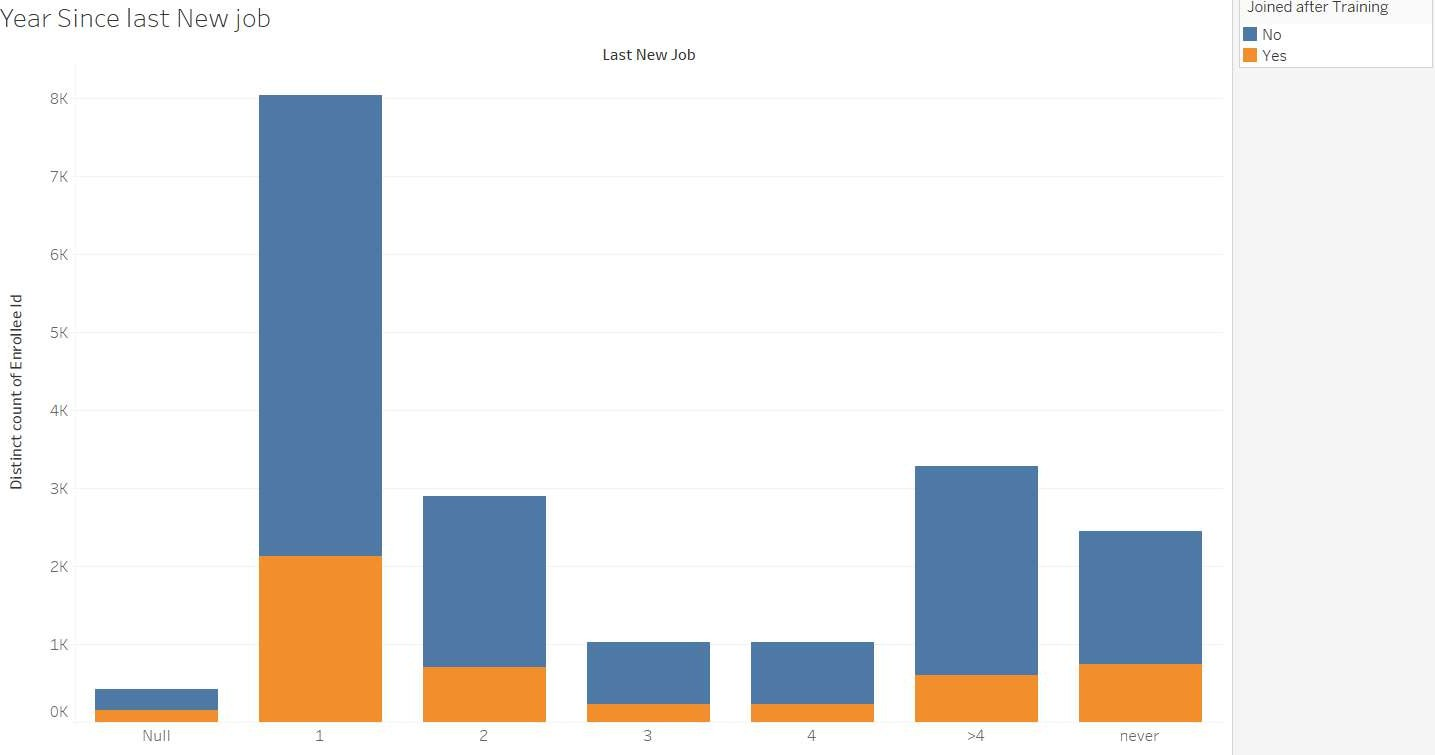 Year Since last New job
Last New Job
Distinct count of Enrollee Id
8K
7K
6K
5K
4K
3K
2K
1K
0K
Null 1 2 3 4 >4 never
Joined after Training
No
Yes